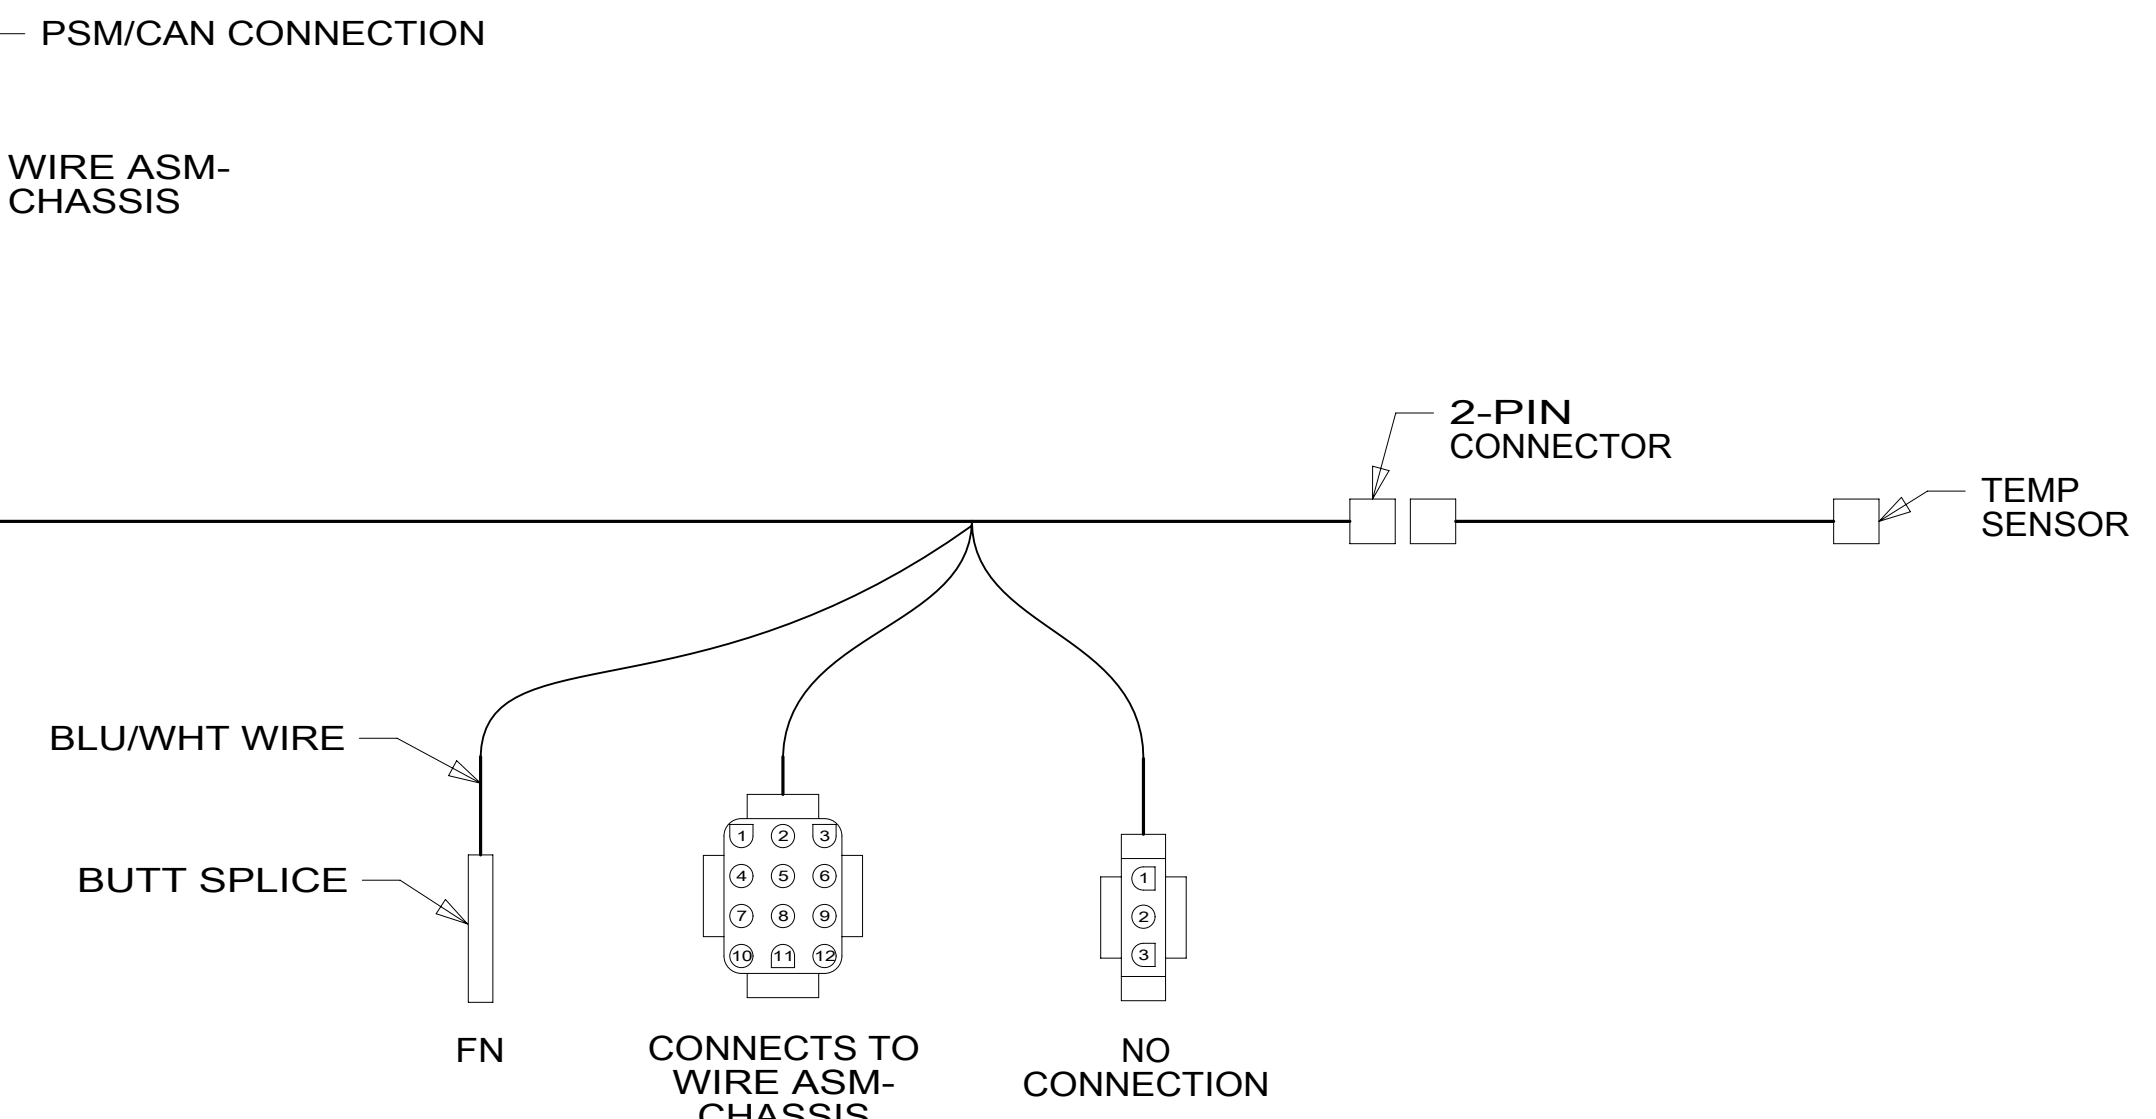 PSM/CAN CONNECTION
WIRE ASM-
CHASSIS
2-PIN
CONNECTOR
TEMP
SENSOR
BLU/WHT WIRE
BUTT SPLICE
1 2 3
4 5 6
7 8 9
10 11 12
1
2
3
FN
CONNECTS TO
WIRE ASM-
CHASSIS
NO
CONNECTION